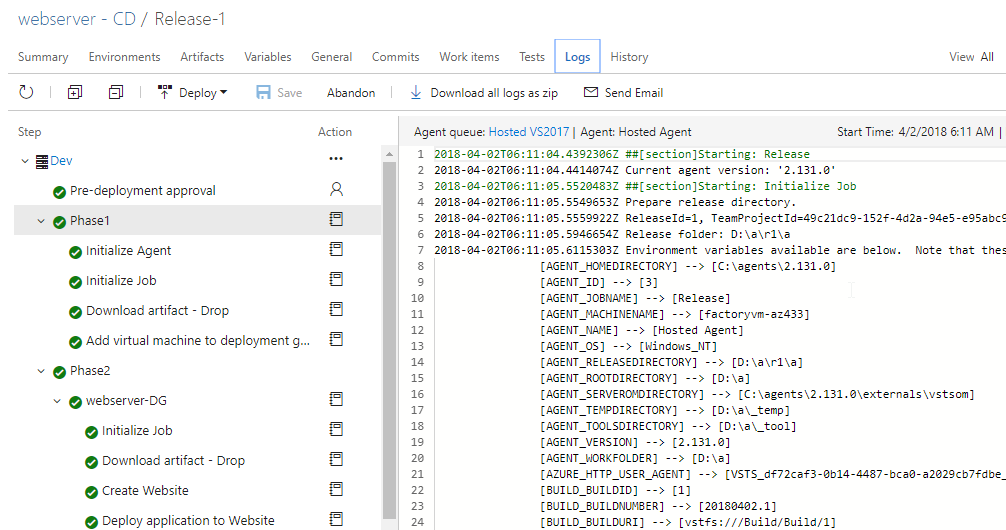 webserver - CD / Release-1
Summary Environments Artifacts Variables General Commits Work items Tests Logs History View All
Deploy Save Abandon Download all logs as zip Send Email
Step Action
Dev
Pre-deployment approval
Phase1
Initialize Agent
Initialize Job
Download artifact - Drop
Add virtual machine to deployment g...
Phase2
webserver-DG
Initialize Job
Download artifact - Drop
Create Website
Deploy application to Website
Agent queue: Hosted VS2017 | Agent: Hosted Agent Start Time: 4/2/2018 6:11 AM |
1 2018-04-02T06:11:04.4392306Z ##[section]Starting: Release
2 2018-04-02T06:11:04.4414074Z Current agent version: '2.131.0'
3 2018-04-02T06:11:05.5520483Z ##[section]Starting: Initialize Job
4 2018-04-02T06:11:05.5549653Z Prepare release directory.
5 2018-04-02T06:11:05.5559922Z ReleaseId=1, TeamProjectId=49c21dc9-152f-4d2a-94e5-e95abc9
6 2018-04-02T06:11:05.5946654Z Release folder: D:\a\r1\a
7 2018-04-02T06:11:05.6115303Z Environment variables available are below.  Note that thes
8 [AGENT_HOMEDIRECTORY] --> [C:\agents\2.131.0]
9 [AGENT_ID] --> [3]
10 [AGENT_JOBNAME] --> [Release]
11 [AGENT_MACHINENAME] --> [factoryvm-az433]
12 [AGENT_NAME] --> [Hosted Agent]
13 [AGENT_OS] --> [Windows_NT]
14 [AGENT_RELEASEDIRECTORY] --> [D:\a\r1\a]
15 [AGENT_ROOTDIRECTORY] --> [D:\a]
16 [AGENT_SERVEROMDIRECTORY] --> [C:\agents\2.131.0\externals\vstsom]
17 [AGENT_TEMPDIRECTORY] --> [D:\a\_temp]
18 [AGENT_TOOLSDIRECTORY] --> [D:\a\_tool]
19 [AGENT_VERSION] --> [2.131.0]
20 [AGENT_WORKFOLDER] --> [D:\a]
21 [AZURE_HTTP_USER_AGENT] --> [VSTS_df72caf3-0b14-4487-bca0-a2029cb7fdbe_
22 [BUILD_BUILDID] --> [1]
23 [BUILD_BUILDNUMBER] --> [20180402.1]
24 [BUILD_BUILDURI] --> [vstfs:///Build/Build/1]